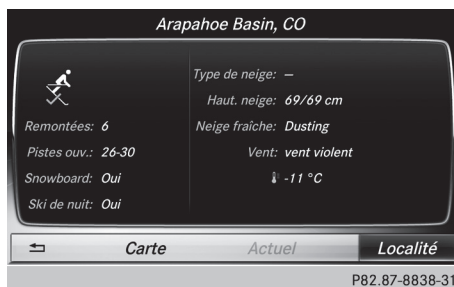 Arapahoe Basin, CO
Remontées: 6
Pistes ouv.: 26-30
Snowboard: Oui
Ski de nuit: Oui
Type de neige: —
Haut. neige: 69/69 cm
Neige fraîche: Dusting
Vent: vent violent
-11 °C
Carte Actuel Localité
P82.87-8838-31